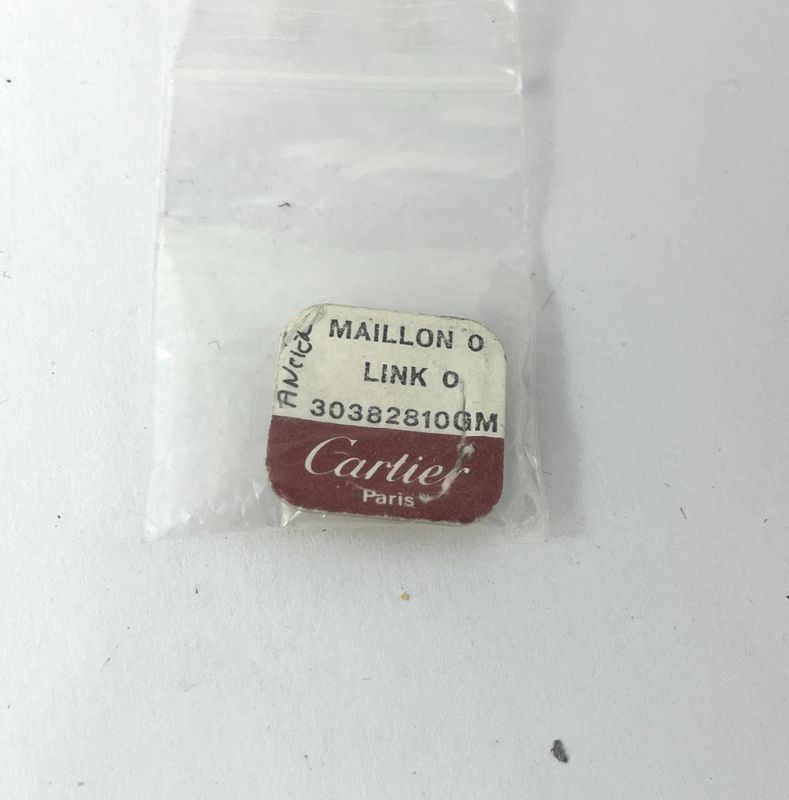 MAILLON O
LINK O
30382810GM
Cartier
Paris